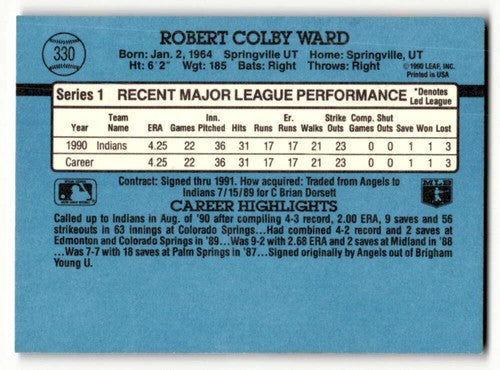 330
ROBERT COLBY WARD
Born: Jan. 2, 1964 Springville UT Home: Springville, UT
Ht: 6'2" Wgt: 185 Bats: Right Throws: Right
© 1990 LEAF, INC.
Printed in USA
Series 1 RECENT MAJOR LEAGUE PERFORMANCE *Denotes Led League
Year Team Name ERA Games Inn. Pitched Hits Runs Er. Runs Walks Strike Outs Comp. Games Shut Outs Save Won Lost
1990 Indians 4.25 22 36 31 17 17 21 23 0 0 0 1 3
Career 4.25 22 36 31 17 17 21 23 0 0 0 1 3
Contract: Signed thru 1991. How acquired: Traded from Angels to
Indians 7/15/89 for C Brian Dorsett
MLB
CAREER HIGHLIGHTS
Called up to Indians in Aug. of '90 after compiling 4-3 record, 2.00 ERA, 9 saves and 56
strikeouts in 63 innings at Colorado Springs...Had combined 4-2 record and 2 saves at
Edmonton and Colorado Springs in '89...Was 9-2 with 2.68 ERA and 2 saves at Midland in '88
...Was 7-7 with 18 saves at Palm Springs in '87...Signed originally by Angels out of Brigham
Young U.